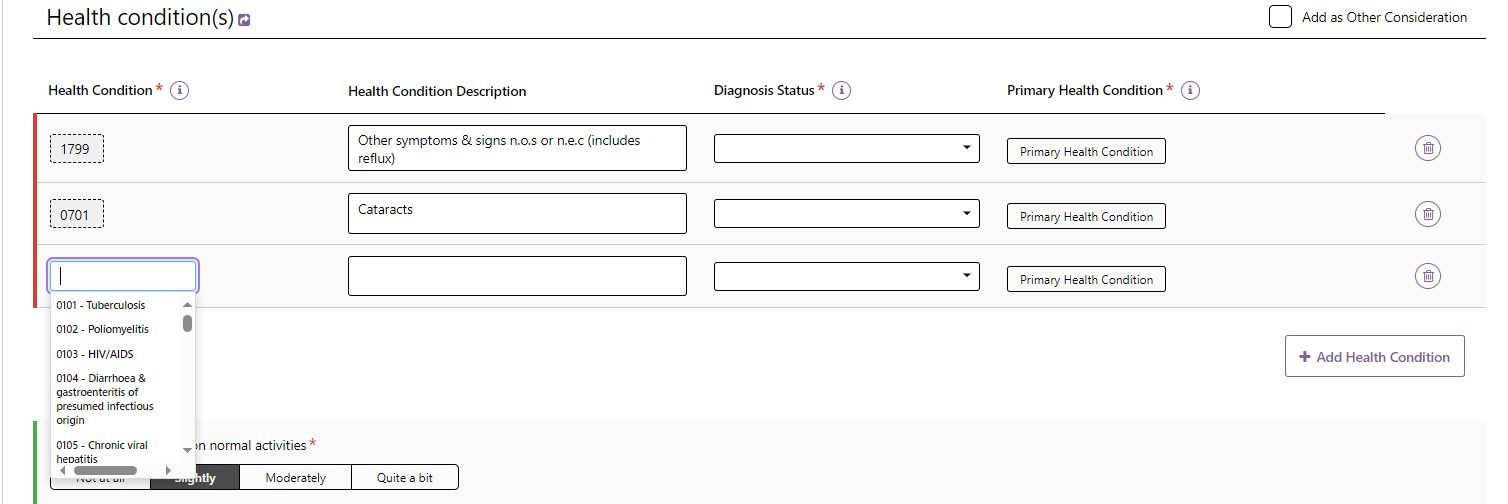 Health condition(s)
Add as Other Consideration
Health Condition *
Health Condition Description
Diagnosis Status *
Primary Health Condition *
1799
Other symptoms & signs n.o.s or n.e.c (includes
reflux)
Primary Health Condition
0701
Cataracts
Primary Health Condition
Primary Health Condition
0101 - Tuberculosis
0102 - Poliomyelitis
0103 - HIV/AIDS
0104 - Diarrhoea &
gastroenteritis of
presumed infectious
origin
0105 - Chronic viral
hepatitis
+ Add Health Condition
on normal activities *
Not at all
Slightly
Moderately
Quite a bit